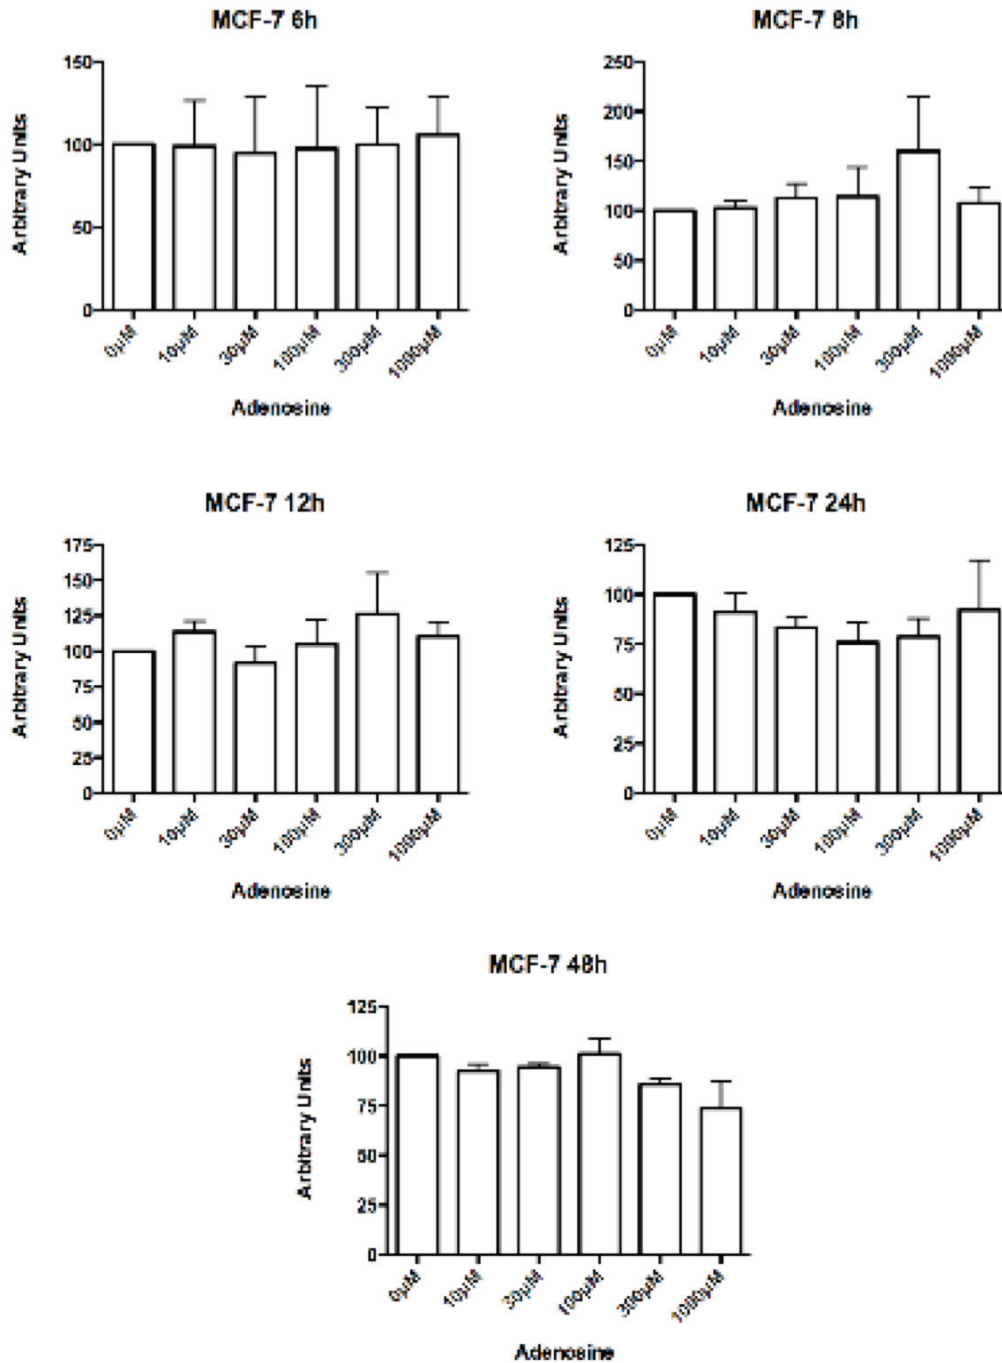 MCF-7 6h
150
100
50
0
Arbitrary Units
0µM
10µM
30µM
100µM
300µM
1000µM
Adenosine
MCF-7 8h
250
200
150
100
50
0
Arbitrary Units
0µM
10µM
30µM
100µM
300µM
1000µM
Adenosine
MCF-7 12h
175
150
125
100
75
50
25
0
Arbitrary Units
0µM
10µM
30µM
100µM
300µM
1000µM
Adenosine
MCF-7 24h
125
100
75
50
25
0
Arbitrary Units
0µM
10µM
30µM
100µM
300µM
1000µM
Adenosine
MCF-7 48h
125
100
75
50
25
0
Arbitrary Units
0µM
10µM
30µM
100µM
300µM
1000µM
Adenosine